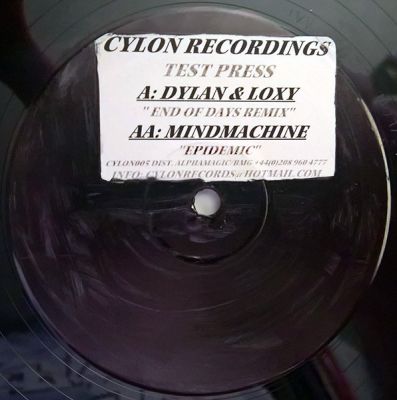 CYLON RECORDINGS
TEST PRESS
A: DYLAN & LOXY
"END OF DAYS REMIX"
AA: MINDMACHINE
"EPIDEMIC"
CYLON005 DIST. ALPHAMAGIC/BMG +44(0)208 960 4777
INFO: CYLONRECORDS@HOTMAIL.COM